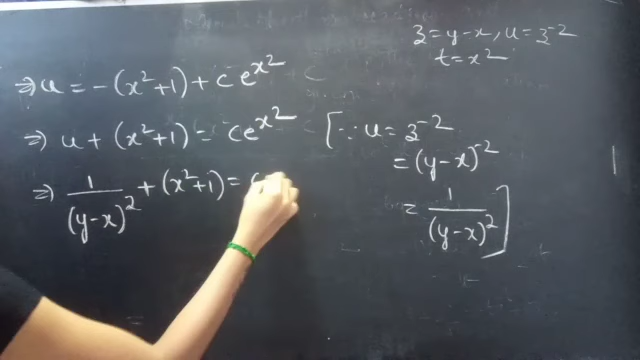 z = y-x, u = z⁻²
t = x²
⇒ u = -(x²+1) + c e^x²
⇒ u + (x²+1) = c e^x²
[∵ u = z⁻²
= (y-x)⁻²
⇒ 1/(y-x)² + (x²+1) = c
= 1/(y-x)² ]